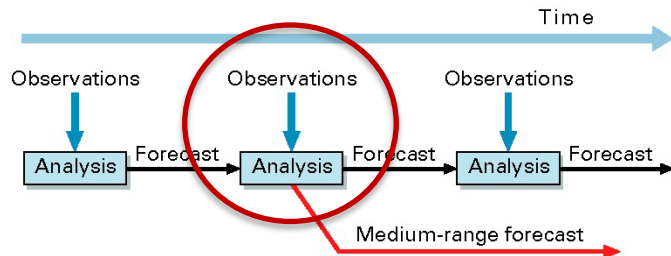 Time
Observations Observations Observations
Analysis Forecast Analysis Forecast Analysis Forecast
Medium-range forecast